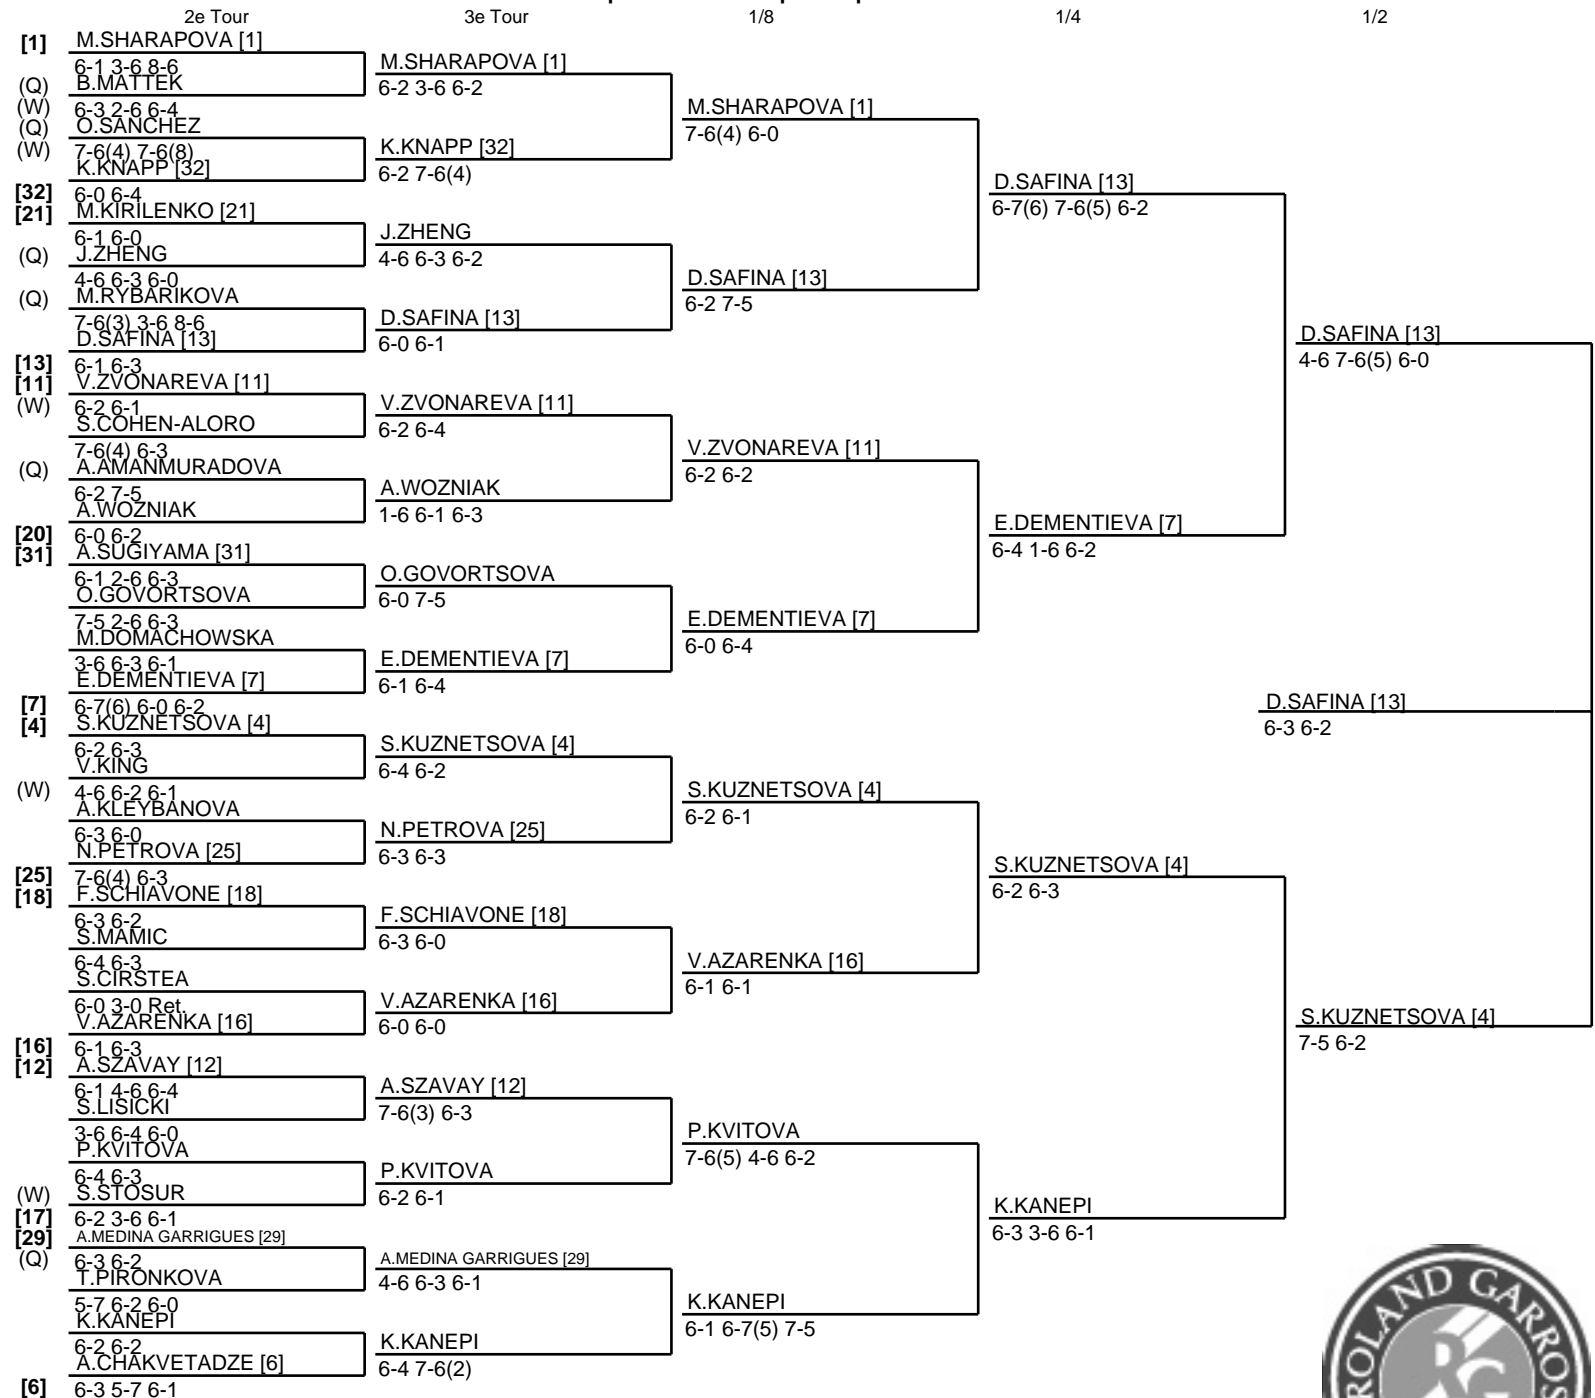 2e Tour 3e Tour 1/8 1/4 1/2
[1] M.SHARAPOVA [1]
6-1 3-6 8-6
(Q) B.MATTEK
(W) 6-3 2-6 6-4
(Q) O.SANCHEZ
(W) 7-6(4) 7-6(8)
K.KNAPP [32]
[32] 6-0 6-4
[21] M.KIRILENKO [21]
6-1 6-0
(Q) J.ZHENG
4-6 6-3 6-0
(Q) M.RYBARIKOVA
7-6(3) 3-6 8-6
D.SAFINA [13]
[13] 6-1 6-3
[11] V.ZVONAREVA [11]
(W) 6-2 6-1
S.COHEN-ALORO
7-6(4) 6-3
(Q) A.AMANMURADOVA
6-2 7-5
A.WOZNIAK
[20] 6-0 6-2
[31] A.SUGIYAMA [31]
6-1 2-6 6-3
O.GOVORTSOVA
7-5 2-6 6-3
M.DOMACHOWSKA
3-6 6-3 6-1
E.DEMENTIEVA [7]
[7] 6-7(6) 6-0 6-2
[4] S.KUZNETSOVA [4]
6-2 6-3
V.KING
(W) 4-6 6-2 6-1
A.KLEYBANOVA
6-3 6-0
N.PETROVA [25]
[25] 7-6(4) 6-3
[18] F.SCHIAVONE [18]
6-3 6-2
S.MAMIC
6-4 6-3
S.CIRSTEA
6-0 3-0 Ret.
V.AZARENKA [16]
[16] 6-1 6-3
[12] A.SZAVAY [12]
6-1 4-6 6-4
S.LISICKI
3-6 6-4 6-0
P.KVITOVA
6-4 6-3
(W) S.STOSUR
[17] 6-2 3-6 6-1
[29] A.MEDINA GARRIGUES [29]
(Q) 6-3 6-2
T.PIRONKOVA
5-7 6-2 6-0
K.KANEPI
6-2 6-2
A.CHAKVETADZE [6]
[6] 6-3 5-7 6-1
M.SHARAPOVA [1]
6-2 3-6 6-2
K.KNAPP [32]
6-2 7-6(4)
J.ZHENG
4-6 6-3 6-2
D.SAFINA [13]
6-0 6-1
V.ZVONAREVA [11]
6-2 6-4
A.WOZNIAK
1-6 6-1 6-3
O.GOVORTSOVA
6-0 7-5
E.DEMENTIEVA [7]
6-1 6-4
S.KUZNETSOVA [4]
6-4 6-2
N.PETROVA [25]
6-3 6-3
F.SCHIAVONE [18]
6-3 6-0
V.AZARENKA [16]
6-0 6-0
A.SZAVAY [12]
7-6(3) 6-3
P.KVITOVA
6-2 6-1
A.MEDINA GARRIGUES [29]
4-6 6-3 6-1
K.KANEPI
6-4 7-6(2)
M.SHARAPOVA [1]
7-6(4) 6-0
D.SAFINA [13]
6-2 7-5
V.ZVONAREVA [11]
6-2 6-2
E.DEMENTIEVA [7]
6-0 6-4
S.KUZNETSOVA [4]
6-2 6-1
V.AZARENKA [16]
6-1 6-1
P.KVITOVA
7-6(5) 4-6 6-2
K.KANEPI
6-1 6-7(5) 7-5
D.SAFINA [13]
6-7(6) 7-6(5) 6-2
E.DEMENTIEVA [7]
6-4 1-6 6-2
S.KUZNETSOVA [4]
6-2 6-3
K.KANEPI
6-3 3-6 6-1
D.SAFINA [13]
4-6 7-6(5) 6-0
S.KUZNETSOVA [4]
7-5 6-2
D.SAFINA [13]
6-3 6-2
ROLAND GARROS
RG